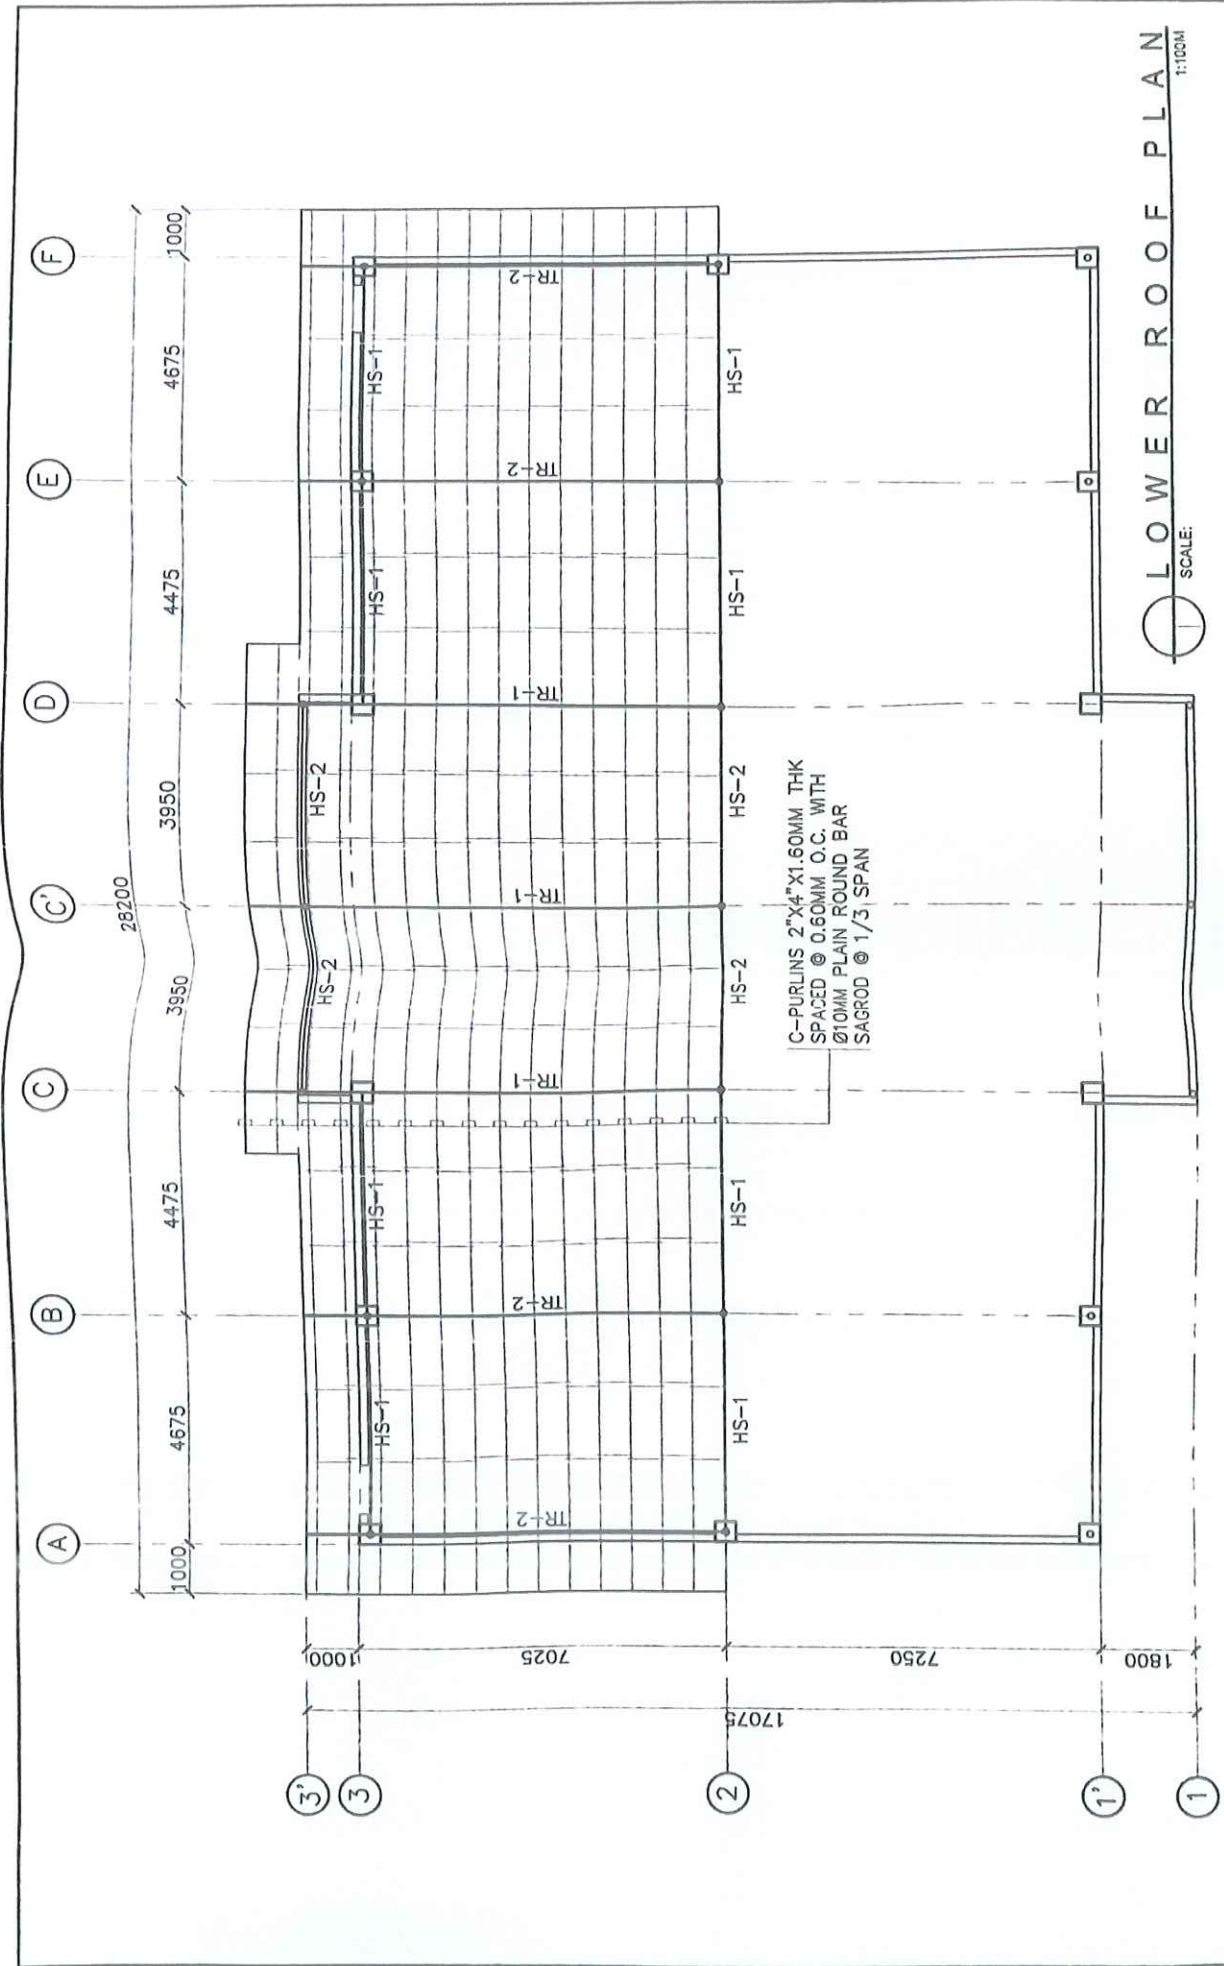 A
B
C
C'
D
E
F
28200
1000
4675
4475
3950
3950
4475
4675
1000
3'
3
2
1'
1
17075
1000
7025
7250
1800
HS-2
HS-2
HS-1
HS-1
HS-1
HS-1
TR-2
TR-2
TR-1
TR-1
TR-1
TR-2
TR-2
HS-1
HS-1
HS-2
HS-2
HS-1
HS-1
C-PURLINS 2"X4"X1.60MM THK
SPACED @ 0.60MM O.C. WITH
Ø10MM PLAIN ROUND BAR
SAGROD @ 1/3 SPAN
LOWER ROOF PLAN
SCALE: 1:100M